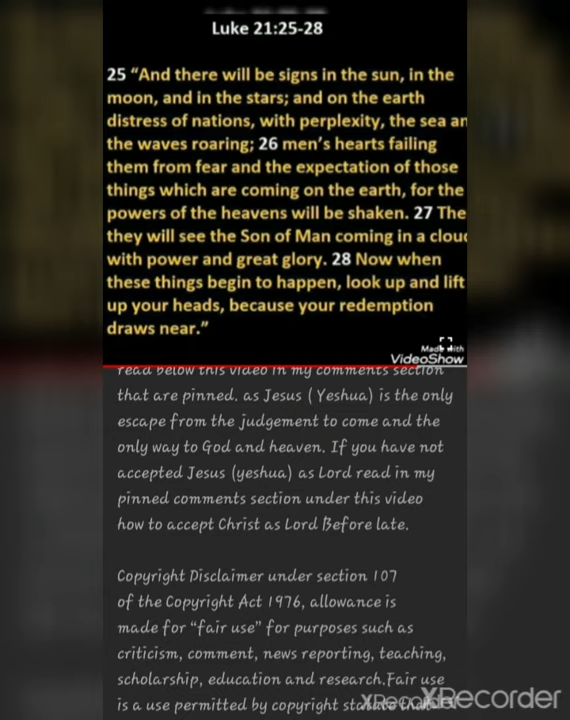 Luke 21:25-28
25 “And there will be signs in the sun, in the
moon, and in the stars; and on the earth
distress of nations, with perplexity, the sea an
the waves roaring; 26 men’s hearts failing
them from fear and the expectation of those
things which are coming on the earth, for the
powers of the heavens will be shaken. 27 The
they will see the Son of Man coming in a clou
with power and great glory. 28 Now when
these things begin to happen, look up and lift
up your heads, because your redemption
draws near.”
Made with
VideoShow
read below this video in my comments section
that are pinned. as Jesus ( Yeshua) is the only
escape from the judgement to come and the
only way to God and heaven. If you have not
accepted Jesus (yeshua) as Lord read in my
pinned comments section under this video
how to accept Christ as Lord Before late.
Copyright Disclaimer under section 107
of the Copyright Act 1976, allowance is
made for “fair use” for purposes such as
criticism, comment, news reporting, teaching,
scholarship, education and research.Fair use
is a use permitted by copyright statute that
XRecorder
XRecorder